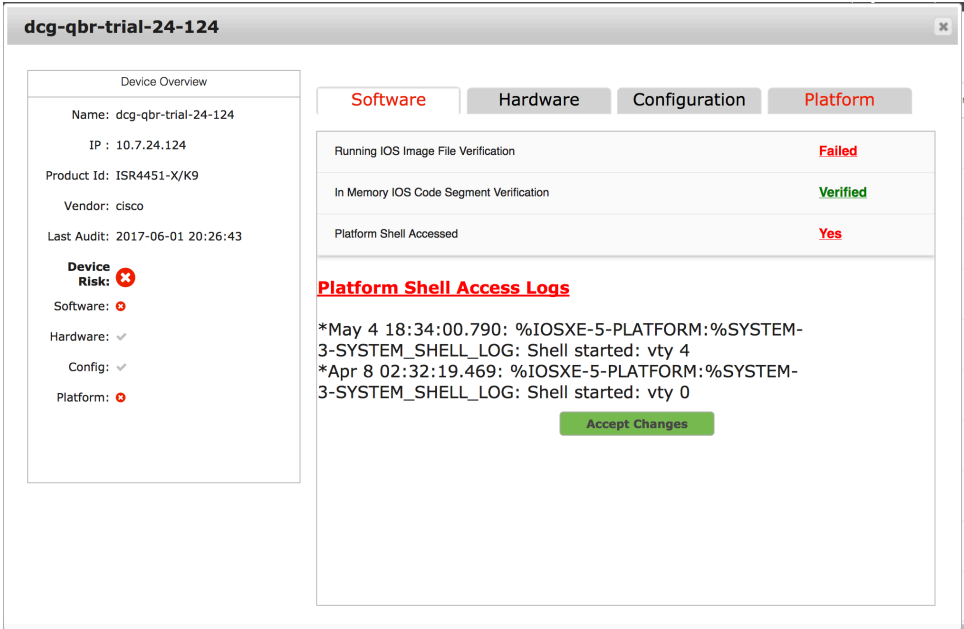 dcg-qbr-trial-24-124
Device Overview
Name: dcg-qbr-trial-24-124
IP : 10.7.24.124
Product Id: ISR4451-X/K9
Vendor: cisco
Last Audit: 2017-06-01 20:26:43
Device
Risk:
Software:
Hardware:
Config:
Platform:
Software Hardware Configuration Platform
Running IOS Image File Verification Failed
In Memory IOS Code Segment Verification Verified
Platform Shell Accessed Yes
Platform Shell Access Logs
*May 4 18:34:00.790: %IOSXE-5-PLATFORM:%SYSTEM-
3-SYSTEM_SHELL_LOG: Shell started: vty 4
*Apr 8 02:32:19.469: %IOSXE-5-PLATFORM:%SYSTEM-
3-SYSTEM_SHELL_LOG: Shell started: vty 0
Accept Changes